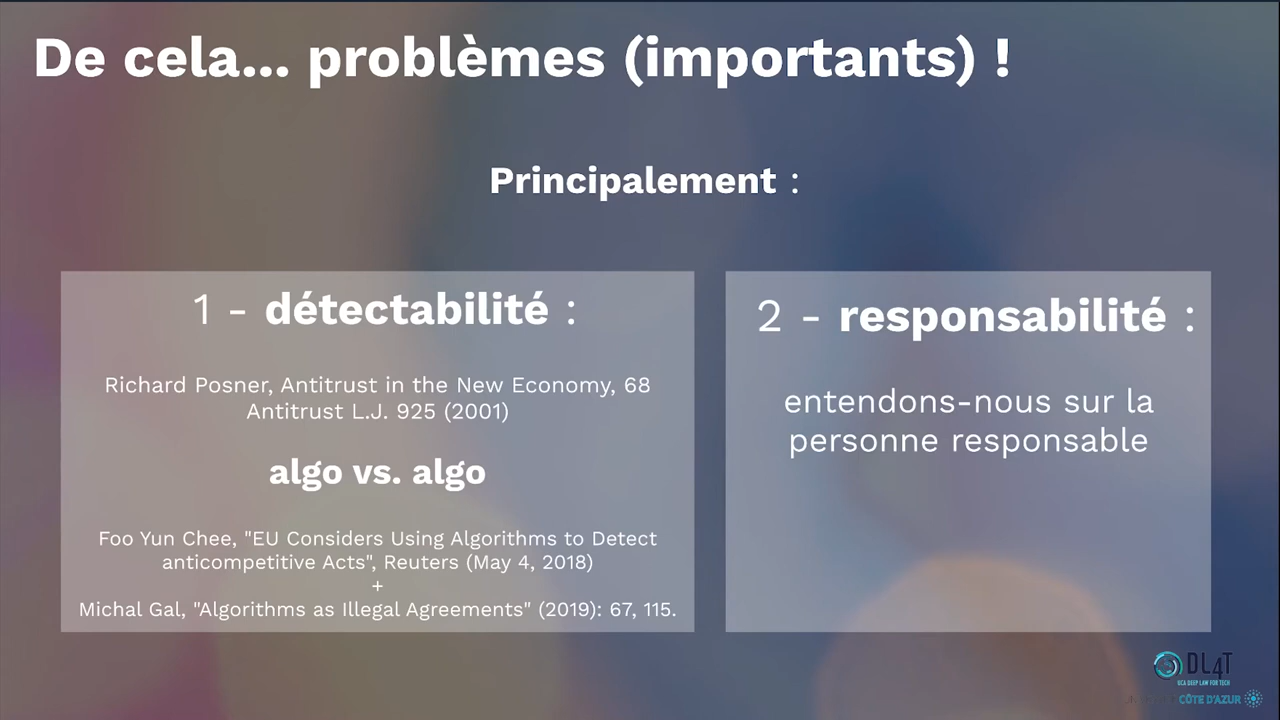 De cela... problèmes (importants) !
Principalement :
1 - détectabilité :
Richard Posner, Antitrust in the New Economy, 68
Antitrust L.J. 925 (2001)
algo vs. algo
Foo Yun Chee, "EU Considers Using Algorithms to Detect
anticompetitive Acts", Reuters (May 4, 2018)
+
Michal Gal, "Algorithms as Illegal Agreements" (2019): 67, 115.
2 - responsabilité :
entendons-nous sur la
personne responsable
DL4T
UCA DEEP LAW FOR TECH
CÔTE D'AZUR